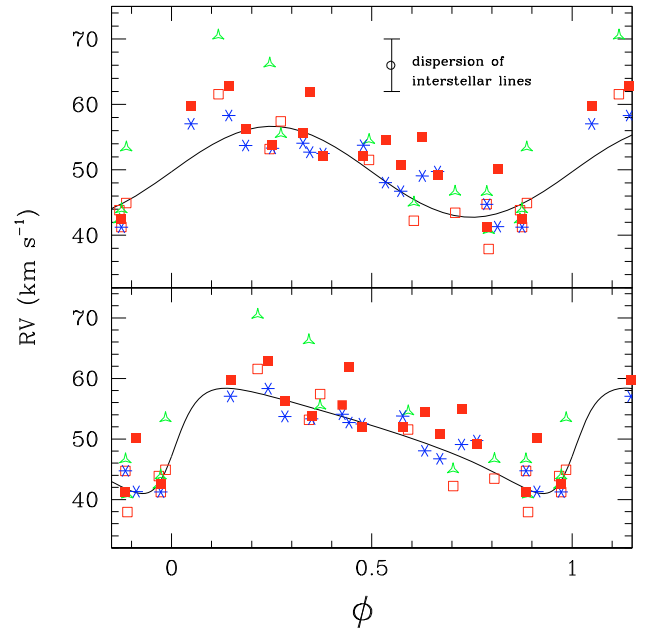 70
60
50
40
dispersion of
interstellar lines
RV (km s⁻¹)
70
60
50
40
0
0.5
1
ϕ